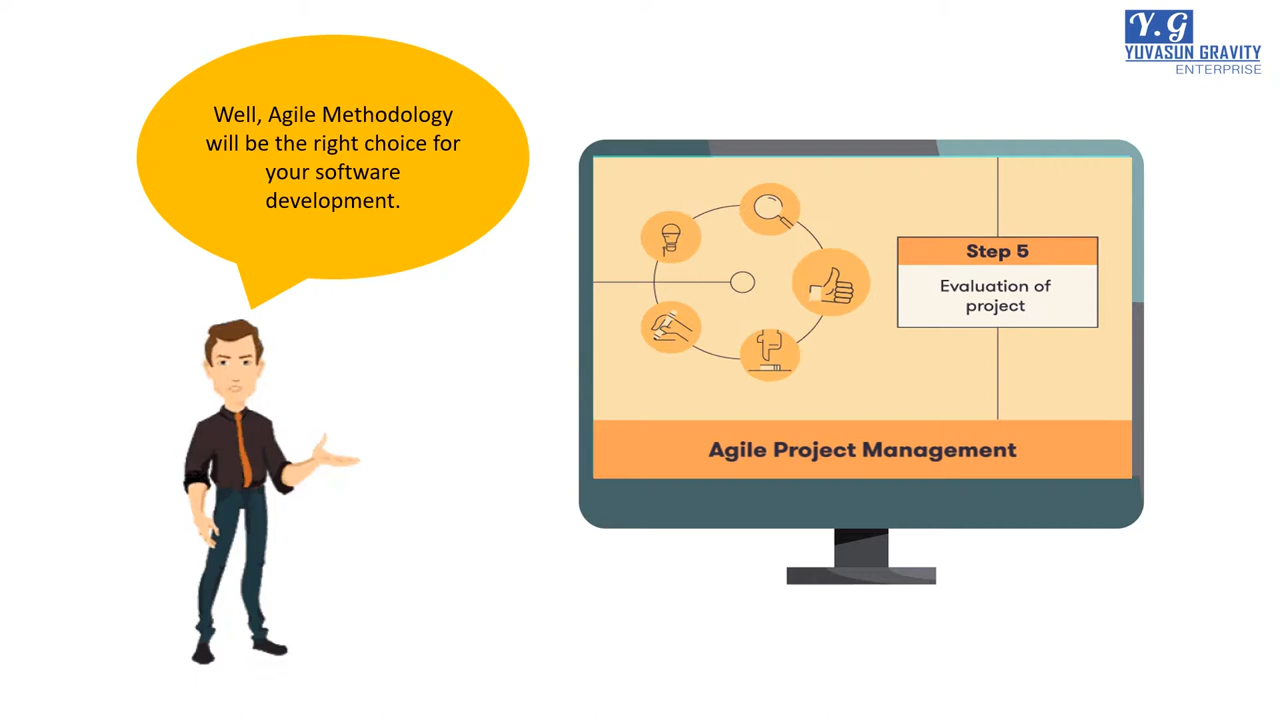 Y.G
YUVASUN GRAVITY
ENTERPRISE
Well, Agile Methodology
will be the right choice for
your software
development.
Step 5
Evaluation of
project
Agile Project Management